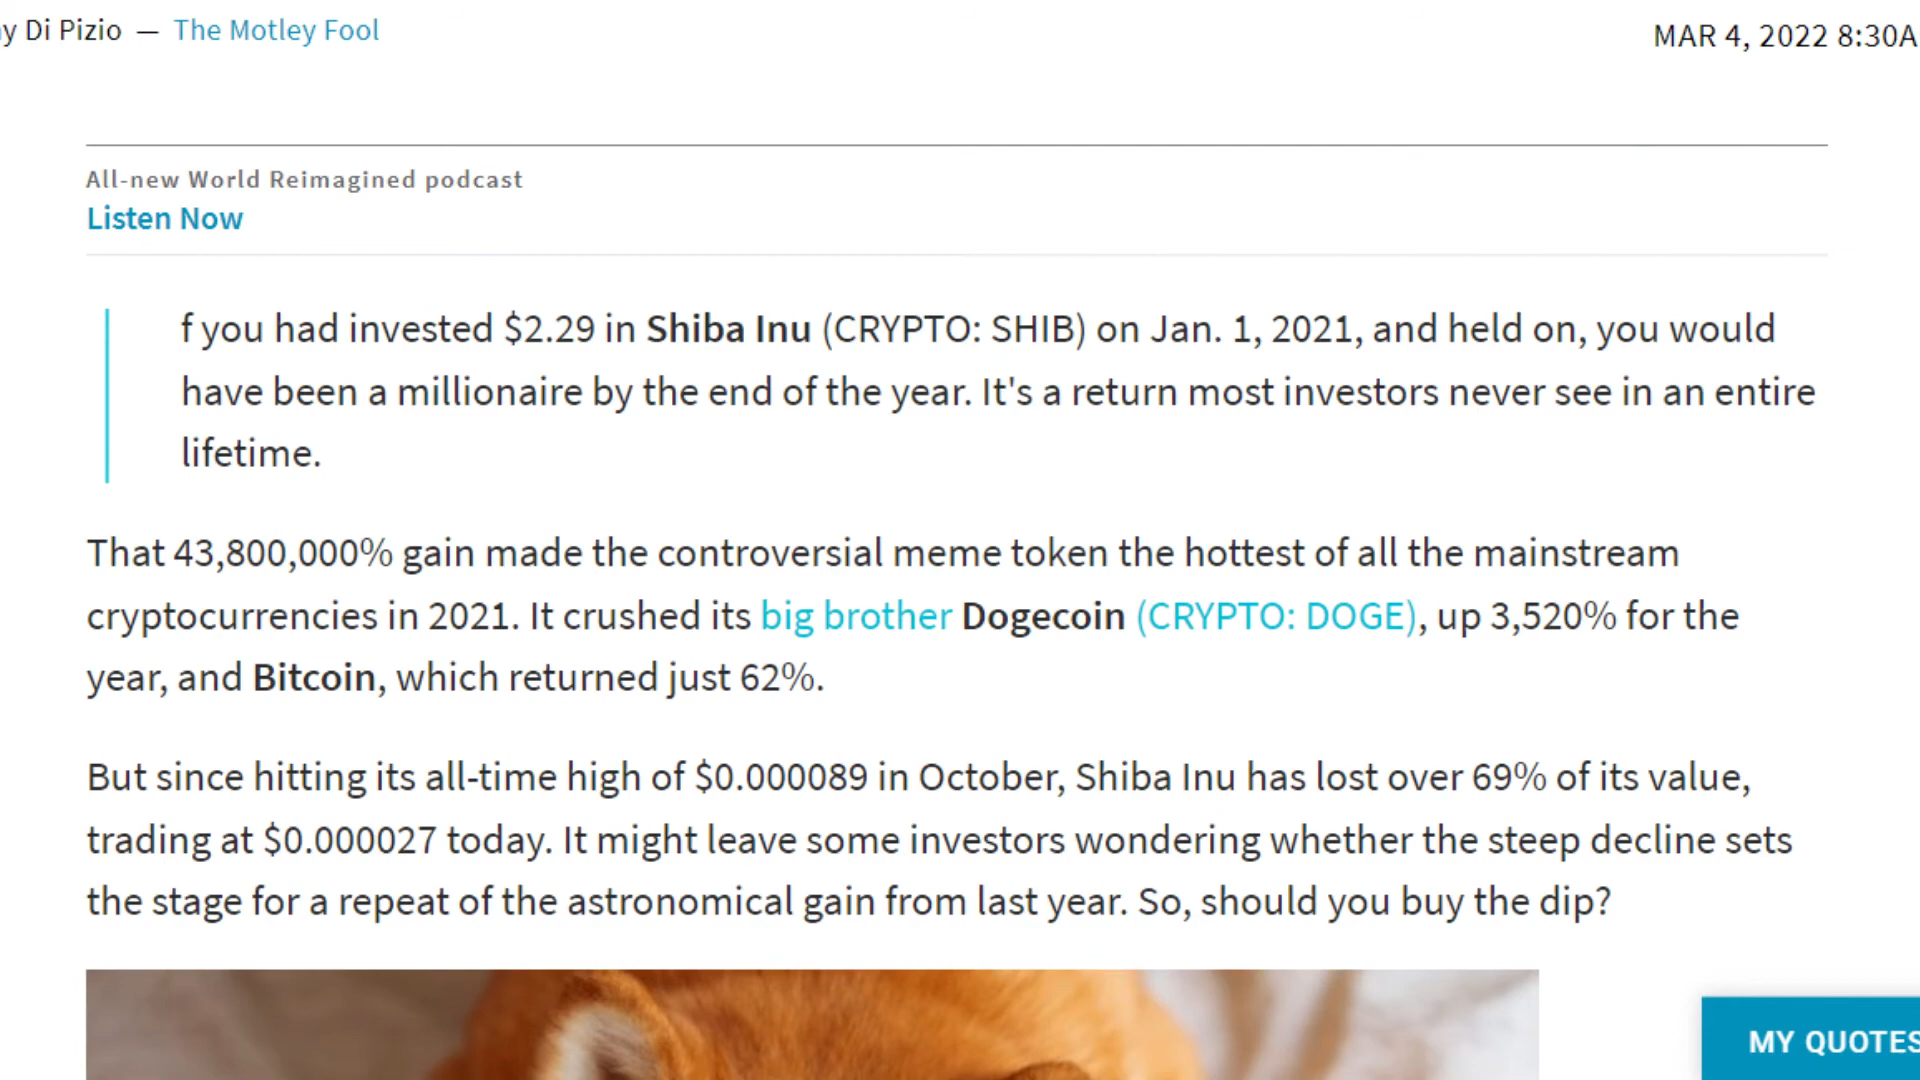 y Di Pizio — The Motley Fool
MAR 4, 2022 8:30A
All-new World Reimagined podcast
Listen Now
f you had invested $2.29 in Shiba Inu (CRYPTO: SHIB) on Jan. 1, 2021, and held on, you would
have been a millionaire by the end of the year. It's a return most investors never see in an entire
lifetime.
That 43,800,000% gain made the controversial meme token the hottest of all the mainstream
cryptocurrencies in 2021. It crushed its big brother Dogecoin (CRYPTO: DOGE), up 3,520% for the
year, and Bitcoin, which returned just 62%.
But since hitting its all-time high of $0.000089 in October, Shiba Inu has lost over 69% of its value,
trading at $0.000027 today. It might leave some investors wondering whether the steep decline sets
the stage for a repeat of the astronomical gain from last year. So, should you buy the dip?
MY QUOTES